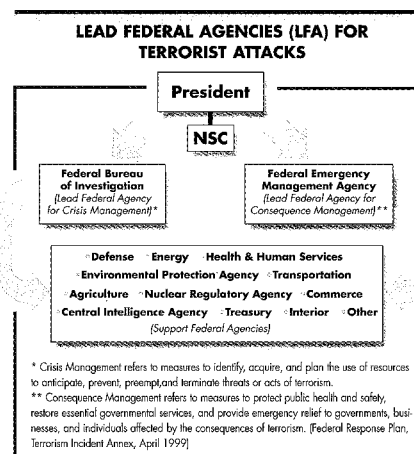 LEAD FEDERAL AGENCIES (LFA) FOR
TERRORIST ATTACKS
President
NSC
Federal Bureau
of Investigation
(Lead Federal Agency
for Crisis Management)*
Federal Emergency
Management Agency
(Lead Federal Agency for
Consequence Management)**
Defense Energy Health & Human Services
Environmental Protection Agency Transportation
Agriculture Nuclear Regulatory Agency Commerce
Central Intelligence Agency Treasury Interior Other
(Support Federal Agencies)
* Crisis Management refers to measures to identify, acquire, and plan the use of resources
to anticipate, prevent, preempt,and terminate threats or acts of terrorism.
** Consequence Management refers to measures to protect public health and safety,
restore essential governmental services, and provide emergency relief to governments, busi-
nesses, and individuals affected by the consequences of terrorism. (Federal Response Plan,
Terrorism Incident Annex, April 1999)